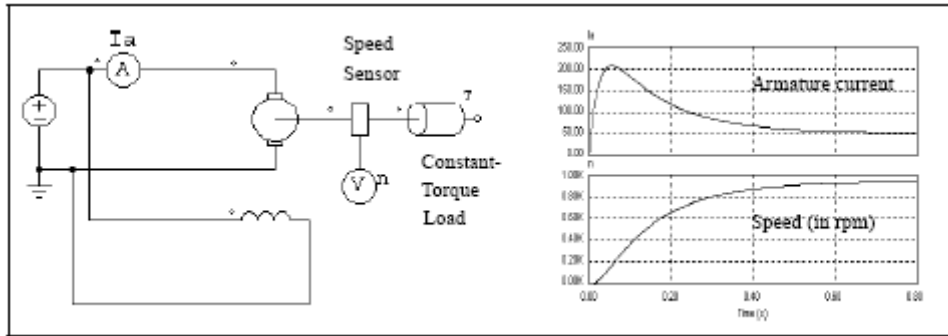 Ia
A
Speed
Sensor
T
V
n
Constant-
Torque
Load
Ia
250.00
200.00
150.00
100.00
50.00
0.00
Armature current
n
1.00K
0.80K
0.60K
0.40K
0.20K
0.00K
Speed (in rpm)
0.00
0.20
0.40
0.60
0.80
Time (s)